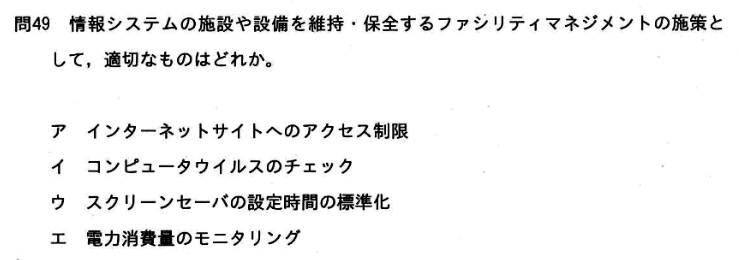 問49 情報システムの施設や設備を維持・保全するファシリティマネジメントの施策と
して，適切なものはどれか。
ア インターネットサイトへのアクセス制限
イ コンピュータウイルスのチェック
ウ スクリーンセーバの設定時間の標準化
エ 電力消費量のモニタリング